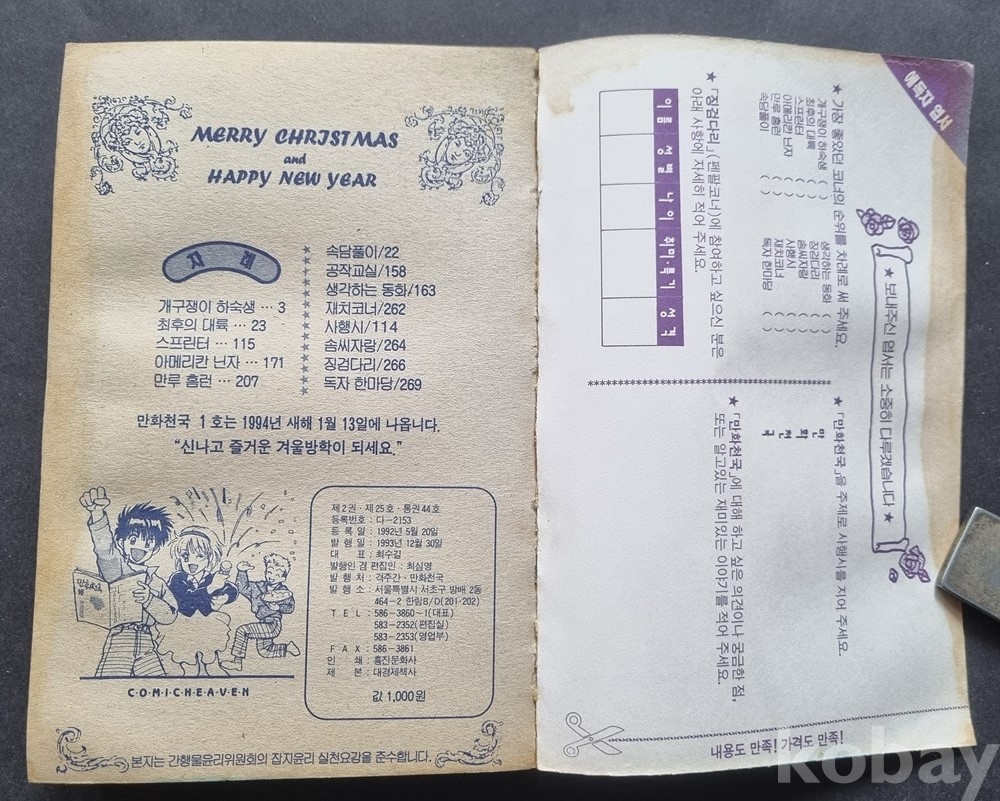 MERRY CHRISTMAS
and
HAPPY NEW YEAR
차 례
개구쟁이 하숙생 … 3
최후의 대륙 … 23
스프린터 … 115
아메리칸 닌자 … 171
만루 홈런 … 207
속담풀이/22
공작교실/158
생각하는 동화/163
재치코너/262
사행시/114
솜씨자랑/264
징검다리/266
독자 한마당/269
만화천국 1호는 1994년 새해 1월 13일에 나옵니다.
“신나고 즐거운 겨울방학이 되세요.”
제2권·제25호·통권44호
등록번호 : 다-2153
등 록 일 : 1992년 5월 20일
발 행 일 : 1993년 12월 30일
대 표 : 최수길
발행인 겸 편집인 : 최심영
발 행 처 : 격주간·만화천국
발 행 소 : 서울특별시 서초구 방배 2동
464-2 한림B/D(201·202)
T E L : 586-3860~1(대표)
583-2352(편집실)
583-2353(영업부)
F A X : 586-3861
인 쇄 : 흥진문화사
제 본 : 대경제책사
값 1,000원
COMICHEAVEN
본자는 간행물윤리위원회의 잡지윤리 실천요강을 준수합니다.
애독자 엽서
★ 보내주신 엽서는 소중히 다루겠습니다 ★
★ 가장 좋았던 코너의 순위를 차례로 써 주세요.
개구쟁이 하숙생 ( )
최후의 대륙 ( )
스프린터 ( )
아메리칸 닌자 ( )
만루 홈런 ( )
속담풀이 ( )
생각하는 동화 ( )
징검다리 ( )
솜씨자랑 ( )
사행시 ( )
재치코너 ( )
독자 한마당 ( )
★ 「징검다리」(펜팔코너)에 참여하고 싶으신 분은
아래 사항에 자세히 적어 주세요.
이름 성별 나이 취미·특기 성격
★ 「만화천국」을 주제로 사행시를 지어 주세요.
만
화
천
국
★ 「만화천국」에 대해 하고 싶은 의견이나 궁금한 점,
또는 알고있는 재미있는 이야기를 적어 주세요.
내용도 만족! 가격도 만족!
kobay